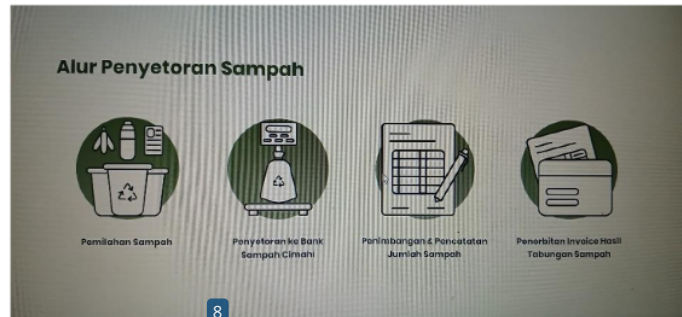 Alur Penyetoran Sampah
Pemilahan Sampah
Penyetoran ke Bank
Sampah Cimahi
Penimbangan & Pencatatan
Jumlah Sampah
Penerbitan Invoice Hasil
Tabungan Sampah
8